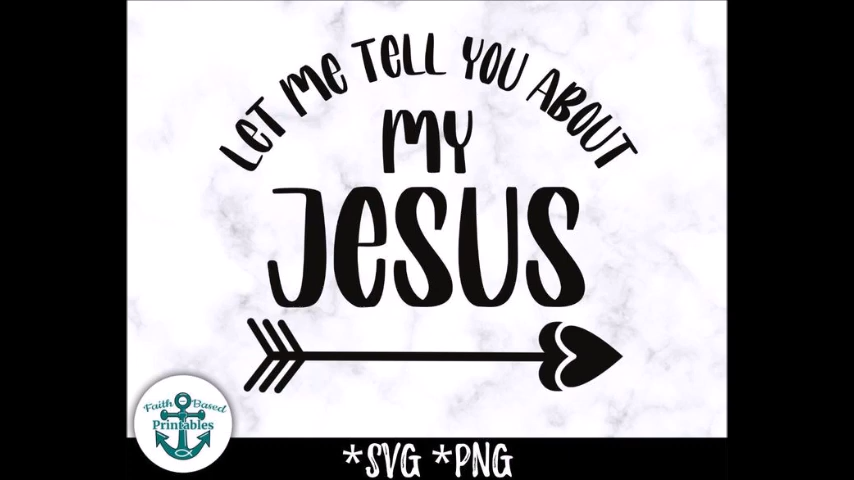 LET ME TELL YOU ABOUT
MY
JESUS
Faith Based
Printables
*SVG *PNG